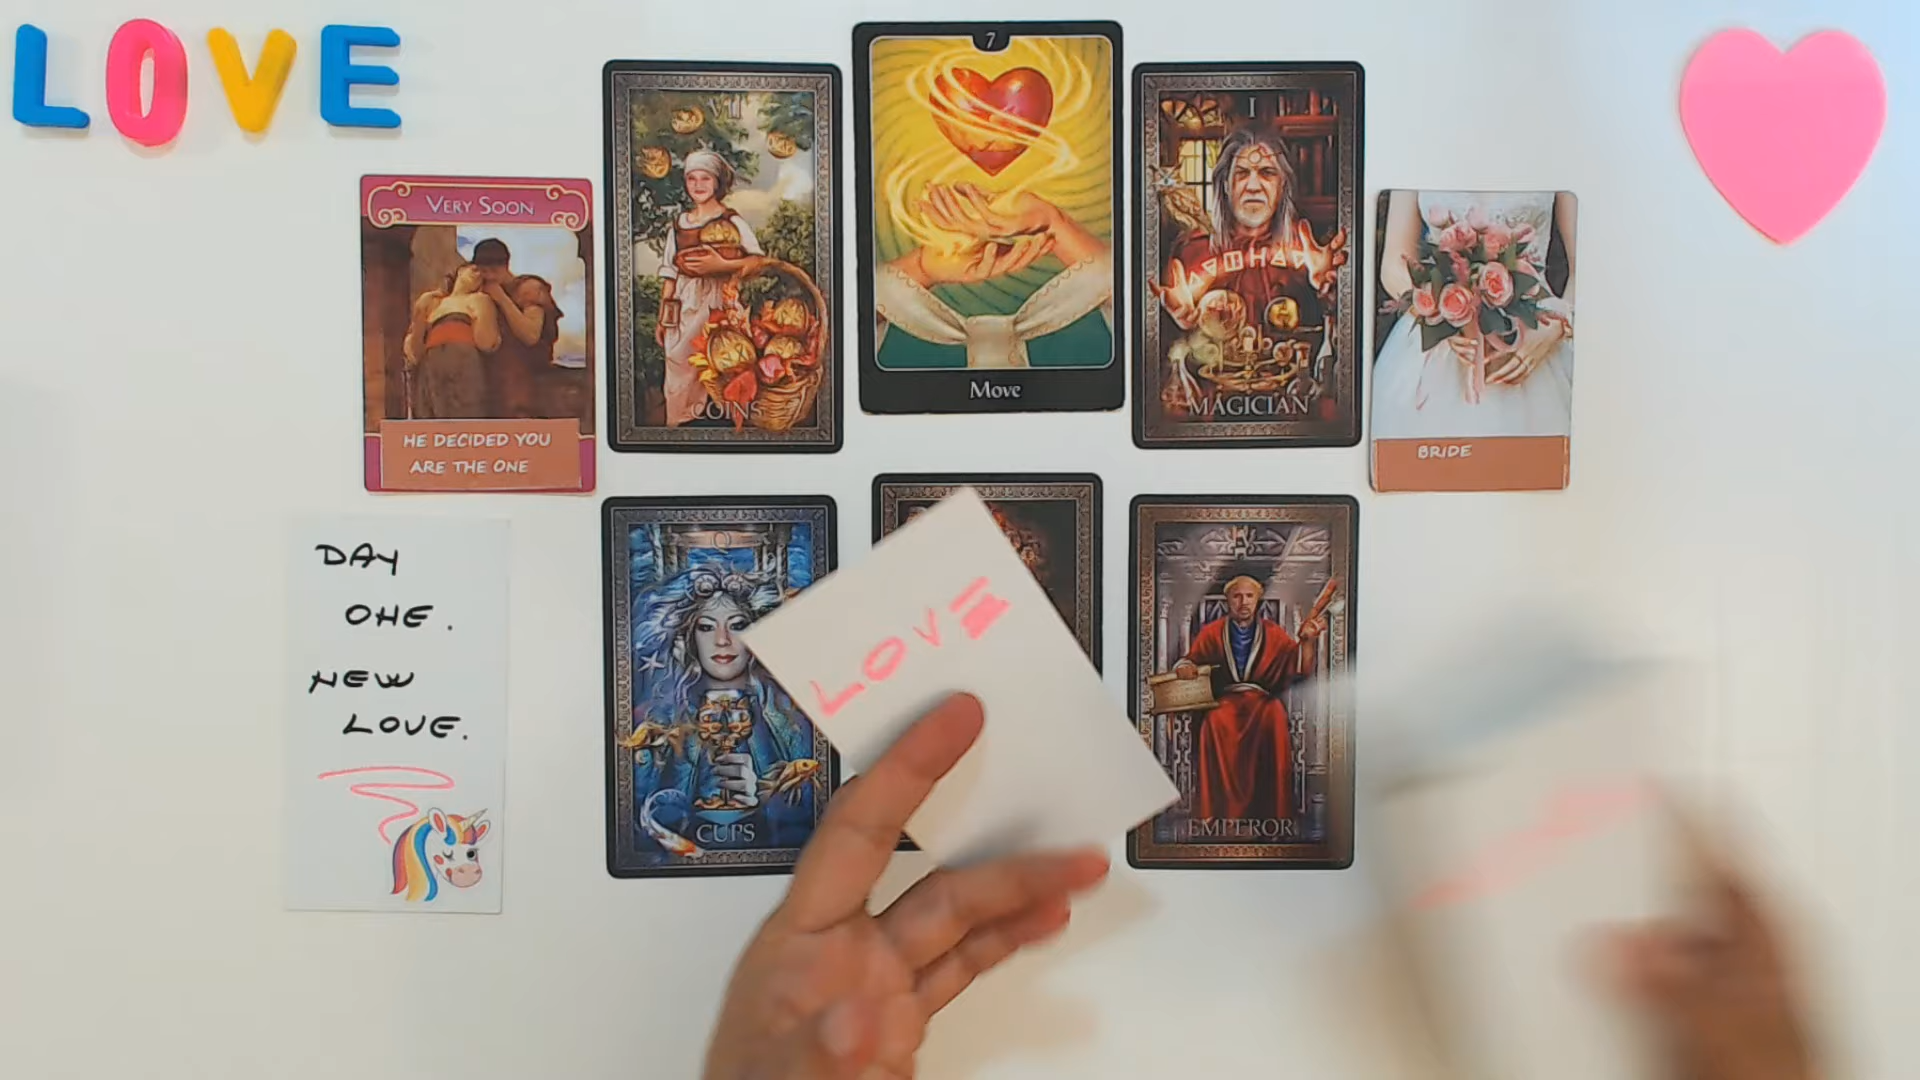 LOVE
VII
7
I
VERY SOON
HE DECIDED YOU
ARE THE ONE
COINS
Move
MAGICIAN
BRIDE
DAY
ONE.
NEW
LOVE.
Q
CUPS
LOVE
IV
EMPEROR